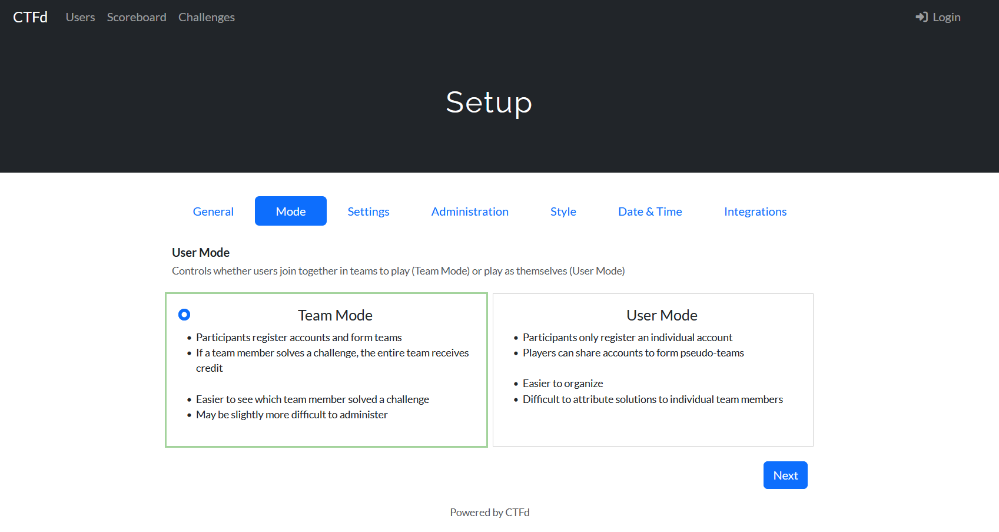 CTFd Users Scoreboard Challenges Login
Setup
General Mode Settings Administration Style Date & Time Integrations
User Mode
Controls whether users join together in teams to play (Team Mode) or play as themselves (User Mode)
Team Mode
• Participants register accounts and form teams
• If a team member solves a challenge, the entire team receives
credit
• Easier to see which team member solved a challenge
• May be slightly more difficult to administer
User Mode
• Participants only register an individual account
• Players can share accounts to form pseudo-teams
• Easier to organize
• Difficult to attribute solutions to individual team members
Next
Powered by CTFd